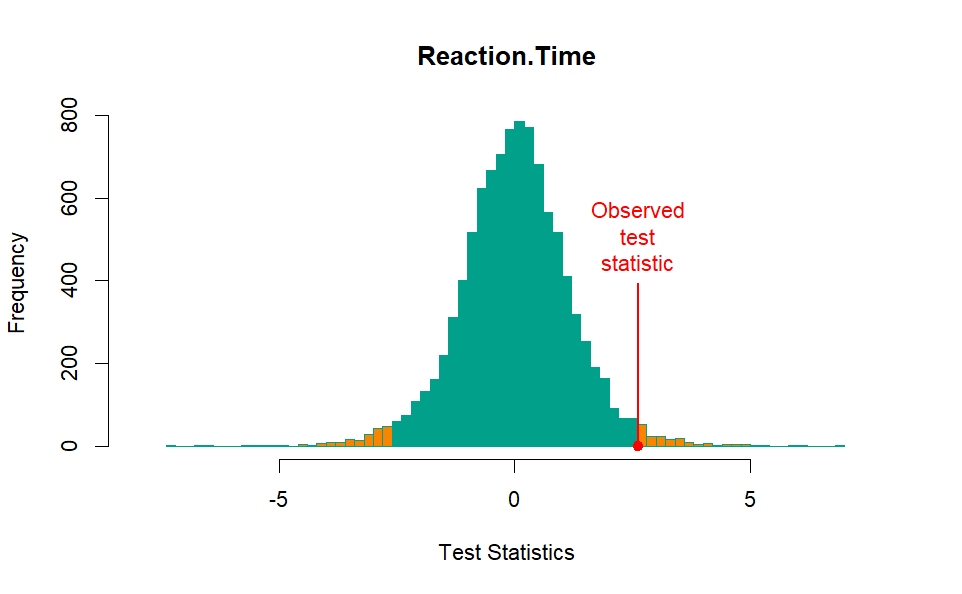 Reaction.Time
800
600
400
200
0
Frequency
Observed
test
statistic
-5
0
5
Test Statistics